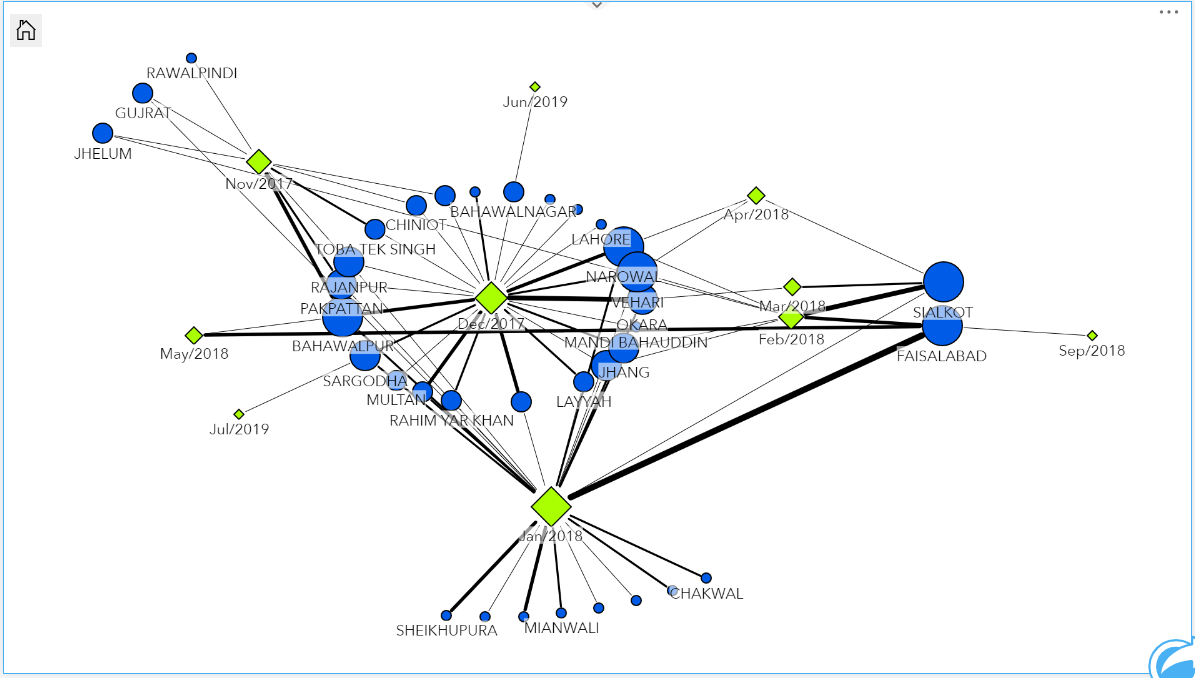 RAWALPINDI
GUJRAT
JHELUM
Jun/2019
Nov/2017
BAHAWALNAGAR
Apr/2018
CHINIOT
LAHORE
TOBA TEK SINGH
NAROWAL
RAJANPUR
VEHARI
Mar/2018
PAKPATTAN
SIALKOT
Dec/2017
OKARA
Feb/2018
BAHAWALPUR
MANDI BAHAUDDIN
May/2018
FAISALABAD
Sep/2018
SARGODHA
JHANG
MULTAN
LAYYAH
RAHIM YAR KHAN
Jul/2019
Jan/2018
CHAKWAL
SHEIKHUPURA
MIANWALI